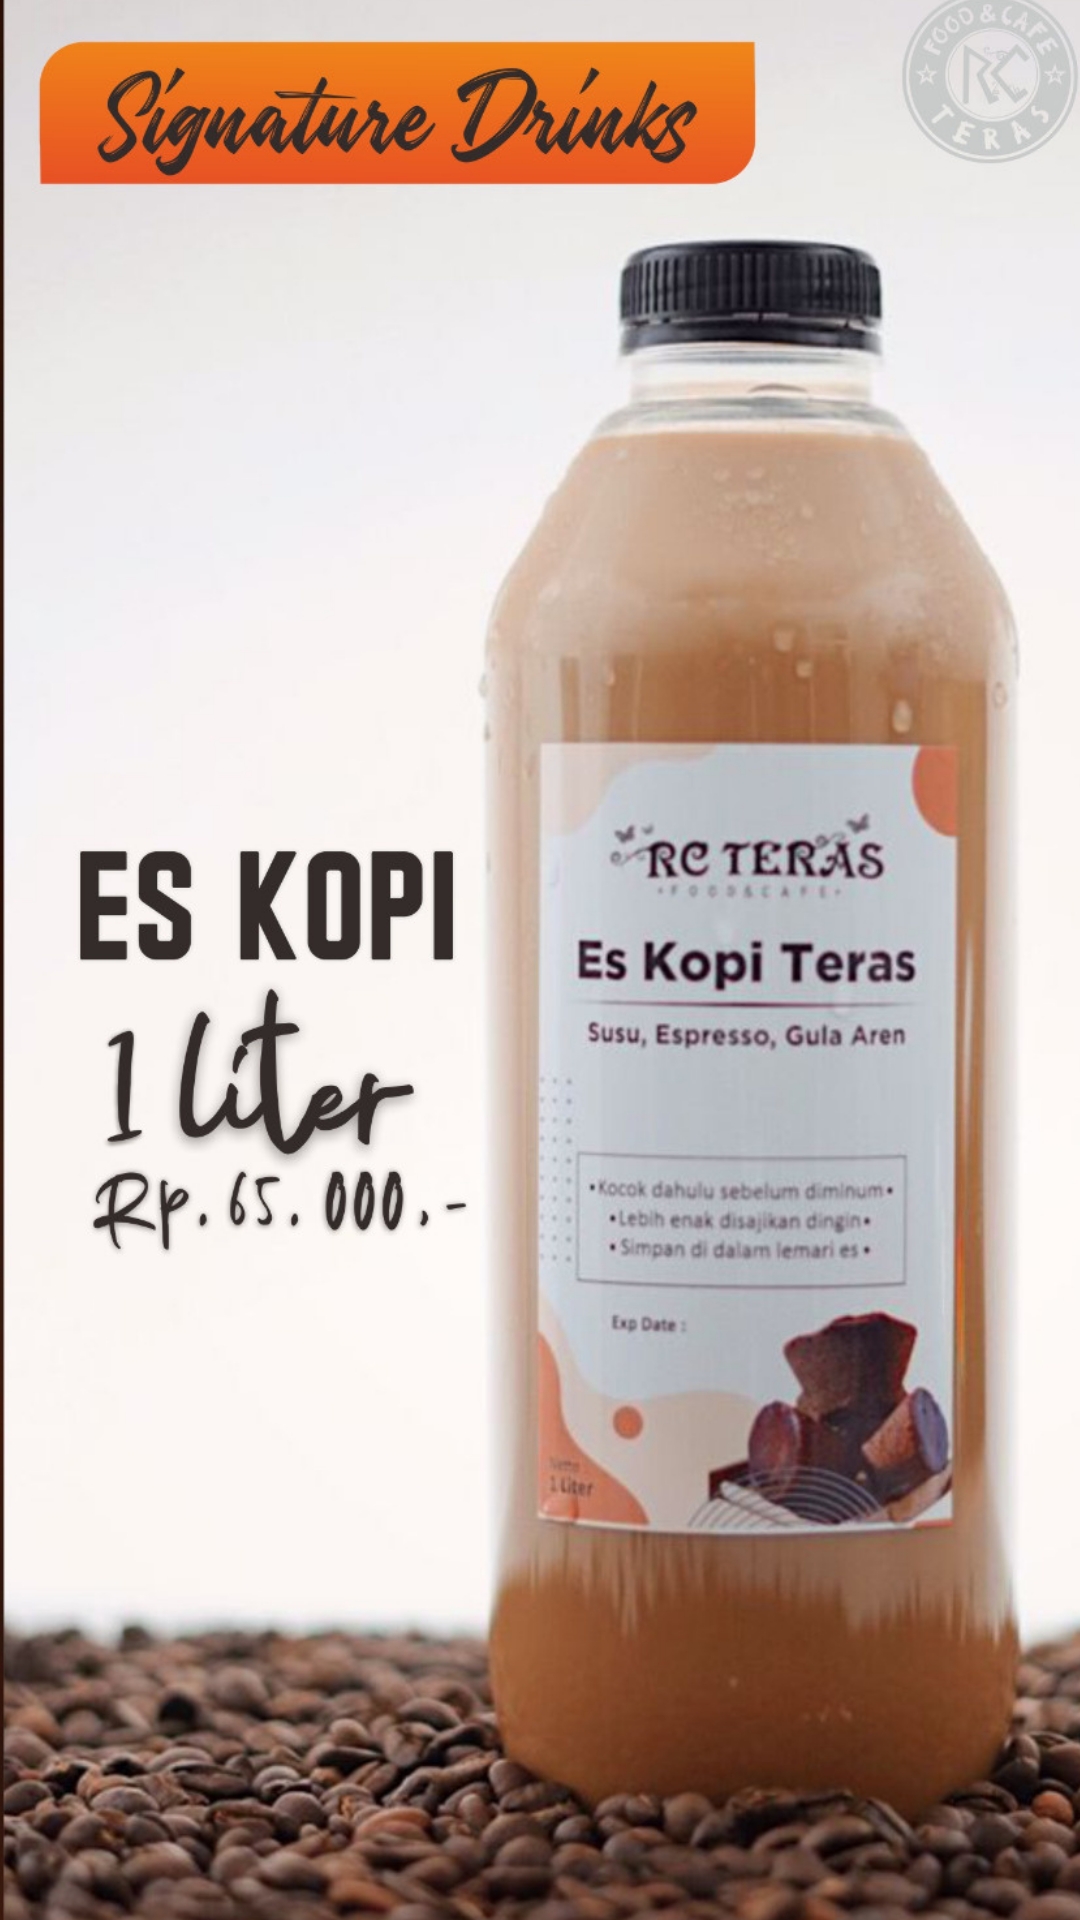 Signature Drinks
FOOD & CAFE
RC
TERAS
ES KOPI
1 liter
Rp. 65. 000,-
RC TERAS
•FOOD&CAFE•
Es Kopi Teras
Susu, Espresso, Gula Aren
•Kocok dahulu sebelum diminum•
•Lebih enak disajikan dingin•
•Simpan di dalam lemari es•
Exp Date :
Netto
1 Liter